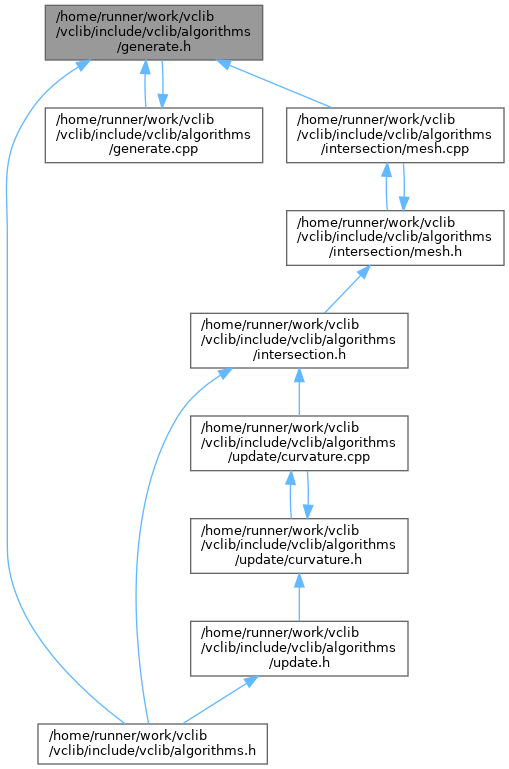 /home/runner/work/vclib
/vclib/include/vclib/algorithms
/generate.h
/home/runner/work/vclib
/vclib/include/vclib/algorithms
/generate.cpp
/home/runner/work/vclib
/vclib/include/vclib/algorithms
/intersection/mesh.cpp
/home/runner/work/vclib
/vclib/include/vclib/algorithms
/intersection/mesh.h
/home/runner/work/vclib
/vclib/include/vclib/algorithms
/intersection.h
/home/runner/work/vclib
/vclib/include/vclib/algorithms
/update/curvature.cpp
/home/runner/work/vclib
/vclib/include/vclib/algorithms
/update/curvature.h
/home/runner/work/vclib
/vclib/include/vclib/algorithms
/update.h
/home/runner/work/vclib
/vclib/include/vclib/algorithms.h